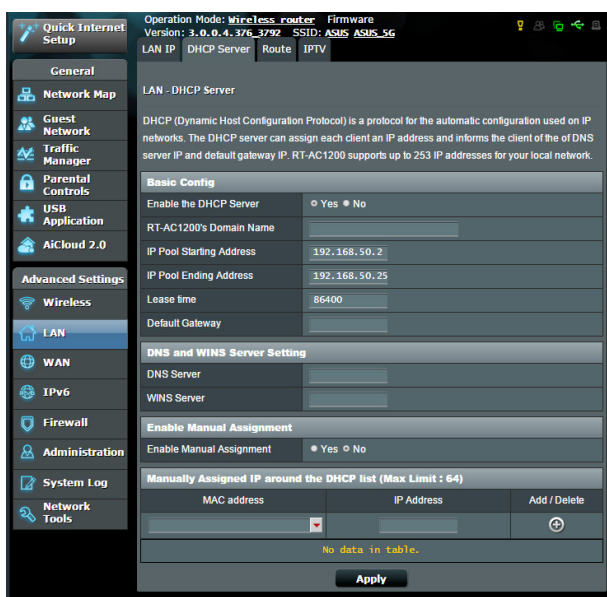 Quick Internet
Setup
General
Network Map
Guest
Network
Traffic
Manager
Parental
Controls
USB
Application
AiCloud 2.0
Advanced Settings
Wireless
LAN
WAN
IPv6
Firewall
Administration
System Log
Network
Tools
Operation Mode: Wireless router Firmware
Version: 3.0.0.4.376_3792 SSID: ASUS ASUS_5G
LAN IP DHCP Server Route IPTV
LAN - DHCP Server
DHCP (Dynamic Host Configuration Protocol) is a protocol for the automatic configuration used on IP
networks. The DHCP server can assign each client an IP address and informs the client of the of DNS
server IP and default gateway IP. RT-AC1200 supports up to 253 IP addresses for your local network.
Basic Config
Enable the DHCP Server Yes No
RT-AC1200's Domain Name
IP Pool Starting Address 192.168.50.2
IP Pool Ending Address 192.168.50.25
Lease time 86400
Default Gateway
DNS and WINS Server Setting
DNS Server
WINS Server
Enable Manual Assignment
Enable Manual Assignment Yes No
Manually Assigned IP around the DHCP list (Max Limit : 64)
MAC address IP Address Add / Delete
No data in table.
Apply